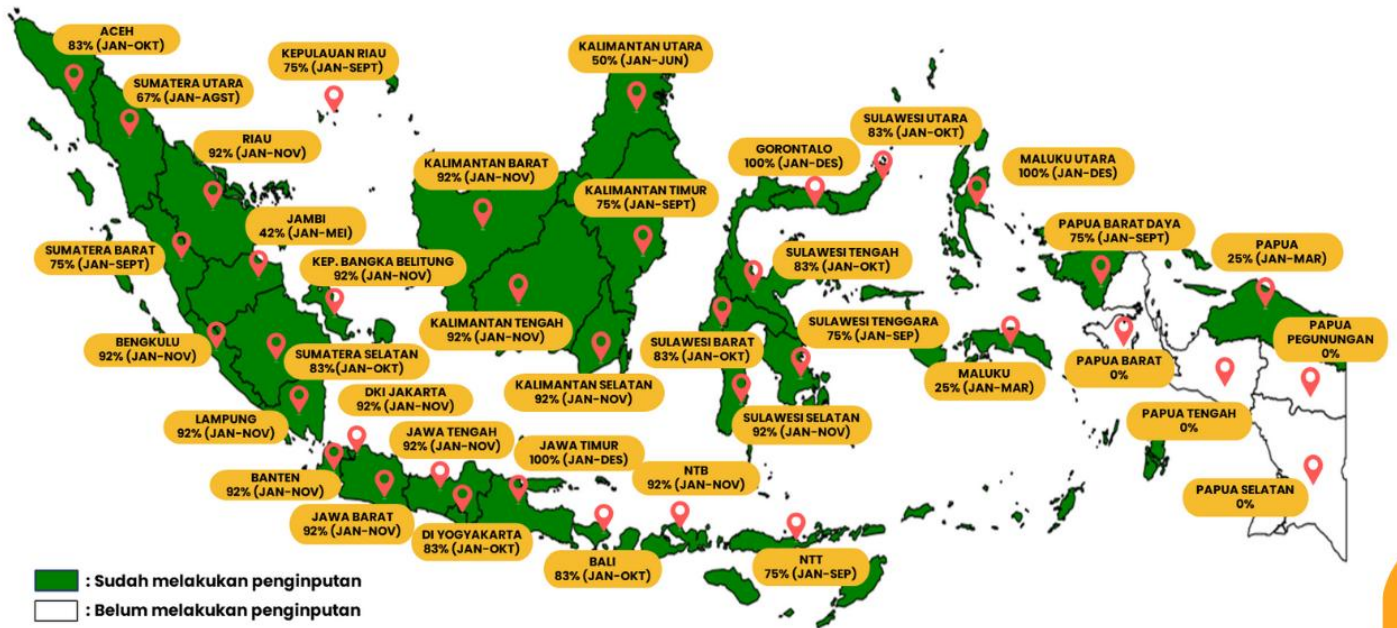 ACEH
83% (JAN-OKT)
KEPULAUAN RIAU
75% (JAN-SEPT)
KALIMANTAN UTARA
50% (JAN-JUN)
SUMATERA UTARA
67% (JAN-AGST)
SULAWESI UTARA
83% (JAN-OKT)
RIAU
92% (JAN-NOV)
KALIMANTAN BARAT
92% (JAN-NOV)
GORONTALO
100% (JAN-DES)
MALUKU UTARA
100% (JAN-DES)
KALIMANTAN TIMUR
75% (JAN-SEPT)
JAMBI
42% (JAN-MEI)
PAPUA BARAT DAYA
75% (JAN-SEPT)
PAPUA
25% (JAN-MAR)
SUMATERA BARAT
75% (JAN-SEPT)
KEP. BANGKA BELITUNG
92% (JAN-NOV)
SULAWESI TENGAH
83% (JAN-OKT)
BENGKULU
92% (JAN-NOV)
KALIMANTAN TENGAH
92% (JAN-NOV)
SULAWESI TENGGARA
75% (JAN-SEP)
PAPUA
PEGUNUNGAN
0%
SUMATERA SELATAN
83% (JAN-OKT)
SULAWESI BARAT
83% (JAN-OKT)
MALUKU
25% (JAN-MAR)
PAPUA BARAT
0%
DKI JAKARTA
92% (JAN-NOV)
KALIMANTAN SELATAN
92% (JAN-NOV)
LAMPUNG
92% (JAN-NOV)
JAWA TENGAH
92% (JAN-NOV)
SULAWESI SELATAN
92% (JAN-NOV)
PAPUA TENGAH
0%
JAWA TIMUR
100% (JAN-DES)
NTB
92% (JAN-NOV)
BANTEN
92% (JAN-NOV)
PAPUA SELATAN
0%
JAWA BARAT
92% (JAN-NOV)
DI YOGYAKARTA
83% (JAN-OKT)
BALI
83% (JAN-OKT)
NTT
75% (JAN-SEP)
: Sudah melakukan penginputan
: Belum melakukan penginputan